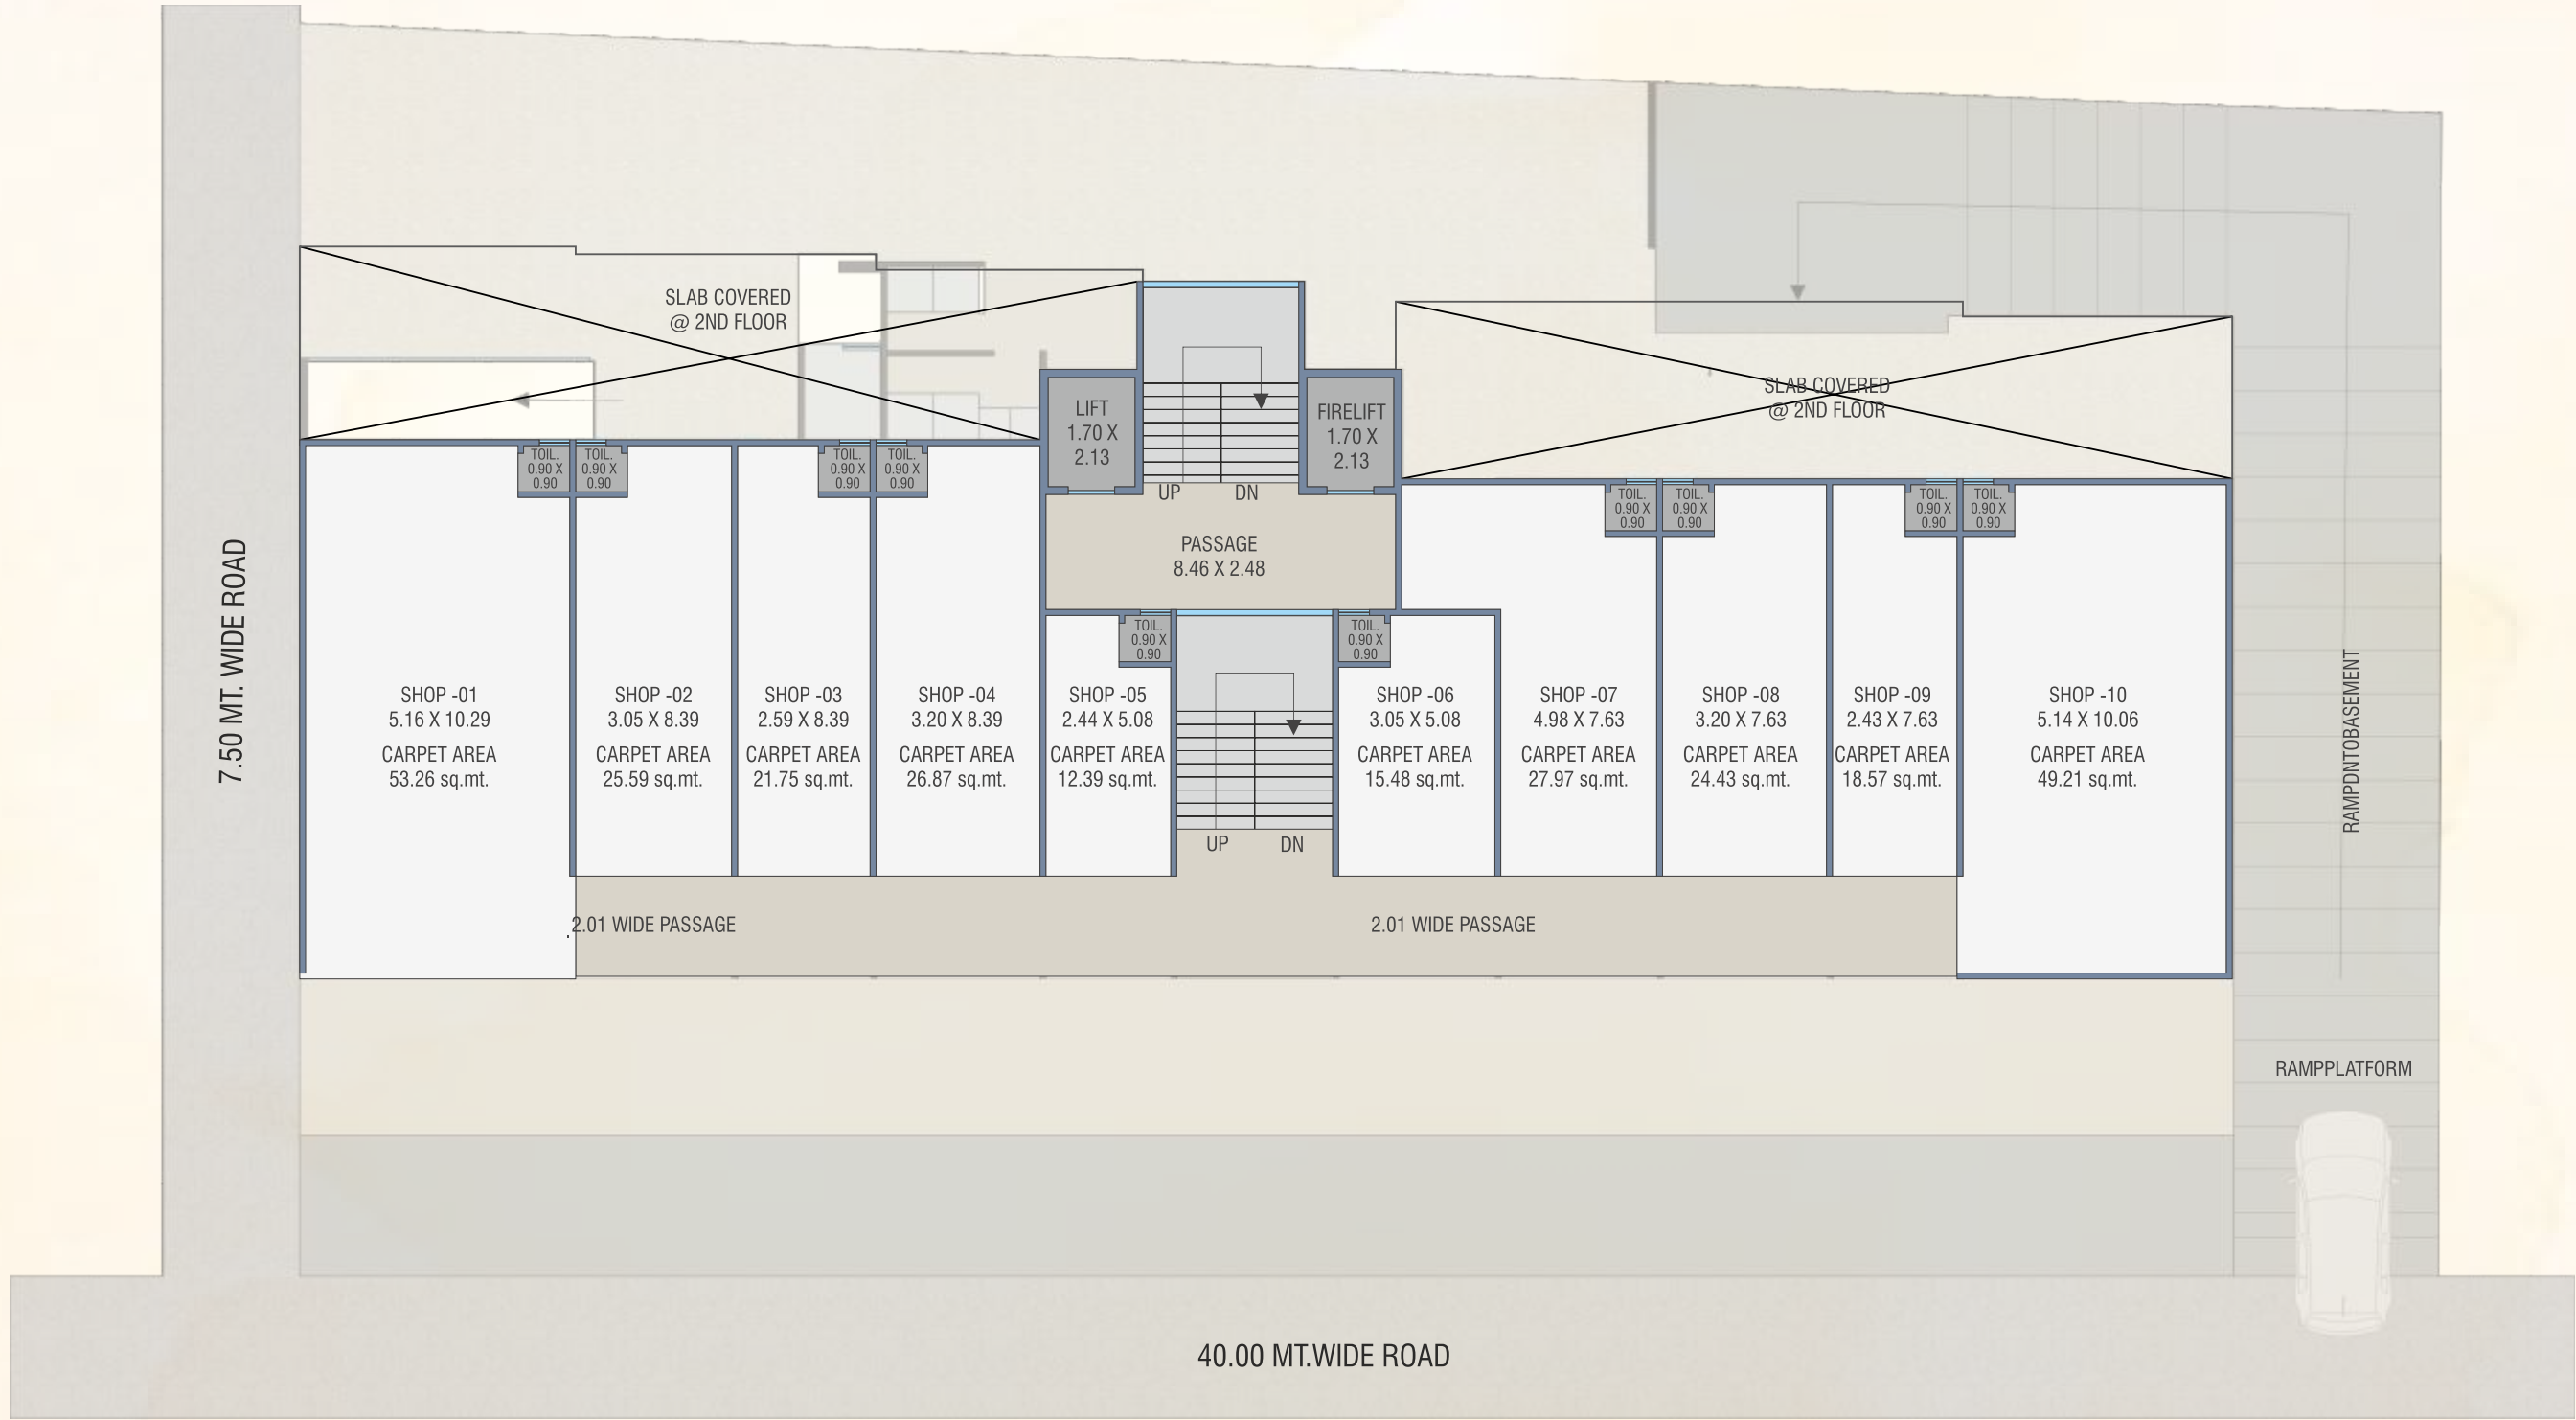 SLAB COVERED
@ 2ND FLOOR
SLAB COVERED
@ 2ND FLOOR
LIFT
1.70 X
2.13
FIRELIFT
1.70 X
2.13
UP
DN
TOIL.
0.90 X
0.90
TOIL.
0.90 X
0.90
TOIL.
0.90 X
0.90
TOIL.
0.90 X
0.90
TOIL.
0.90 X
0.90
TOIL.
0.90 X
0.90
TOIL.
0.90 X
0.90
TOIL.
0.90 X
0.90
PASSAGE
8.46 X 2.48
TOIL.
0.90 X
0.90
TOIL.
0.90 X
0.90
7.50 MT. WIDE ROAD
SHOP -01
5.16 X 10.29
CARPET AREA
53.26 sq.mt.
SHOP -02
3.05 X 8.39
CARPET AREA
25.59 sq.mt.
SHOP -03
2.59 X 8.39
CARPET AREA
21.75 sq.mt.
SHOP -04
3.20 X 8.39
CARPET AREA
26.87 sq.mt.
SHOP -05
2.44 X 5.08
CARPET AREA
12.39 sq.mt.
SHOP -06
3.05 X 5.08
CARPET AREA
15.48 sq.mt.
SHOP -07
4.98 X 7.63
CARPET AREA
27.97 sq.mt.
SHOP -08
3.20 X 7.63
CARPET AREA
24.43 sq.mt.
SHOP -09
2.43 X 7.63
CARPET AREA
18.57 sq.mt.
SHOP -10
5.14 X 10.06
CARPET AREA
49.21 sq.mt.
RAMPDNTOBASEMENT
UP
DN
.2.01 WIDE PASSAGE
2.01 WIDE PASSAGE
RAMPPLATFORM
40.00 MT.WIDE ROAD